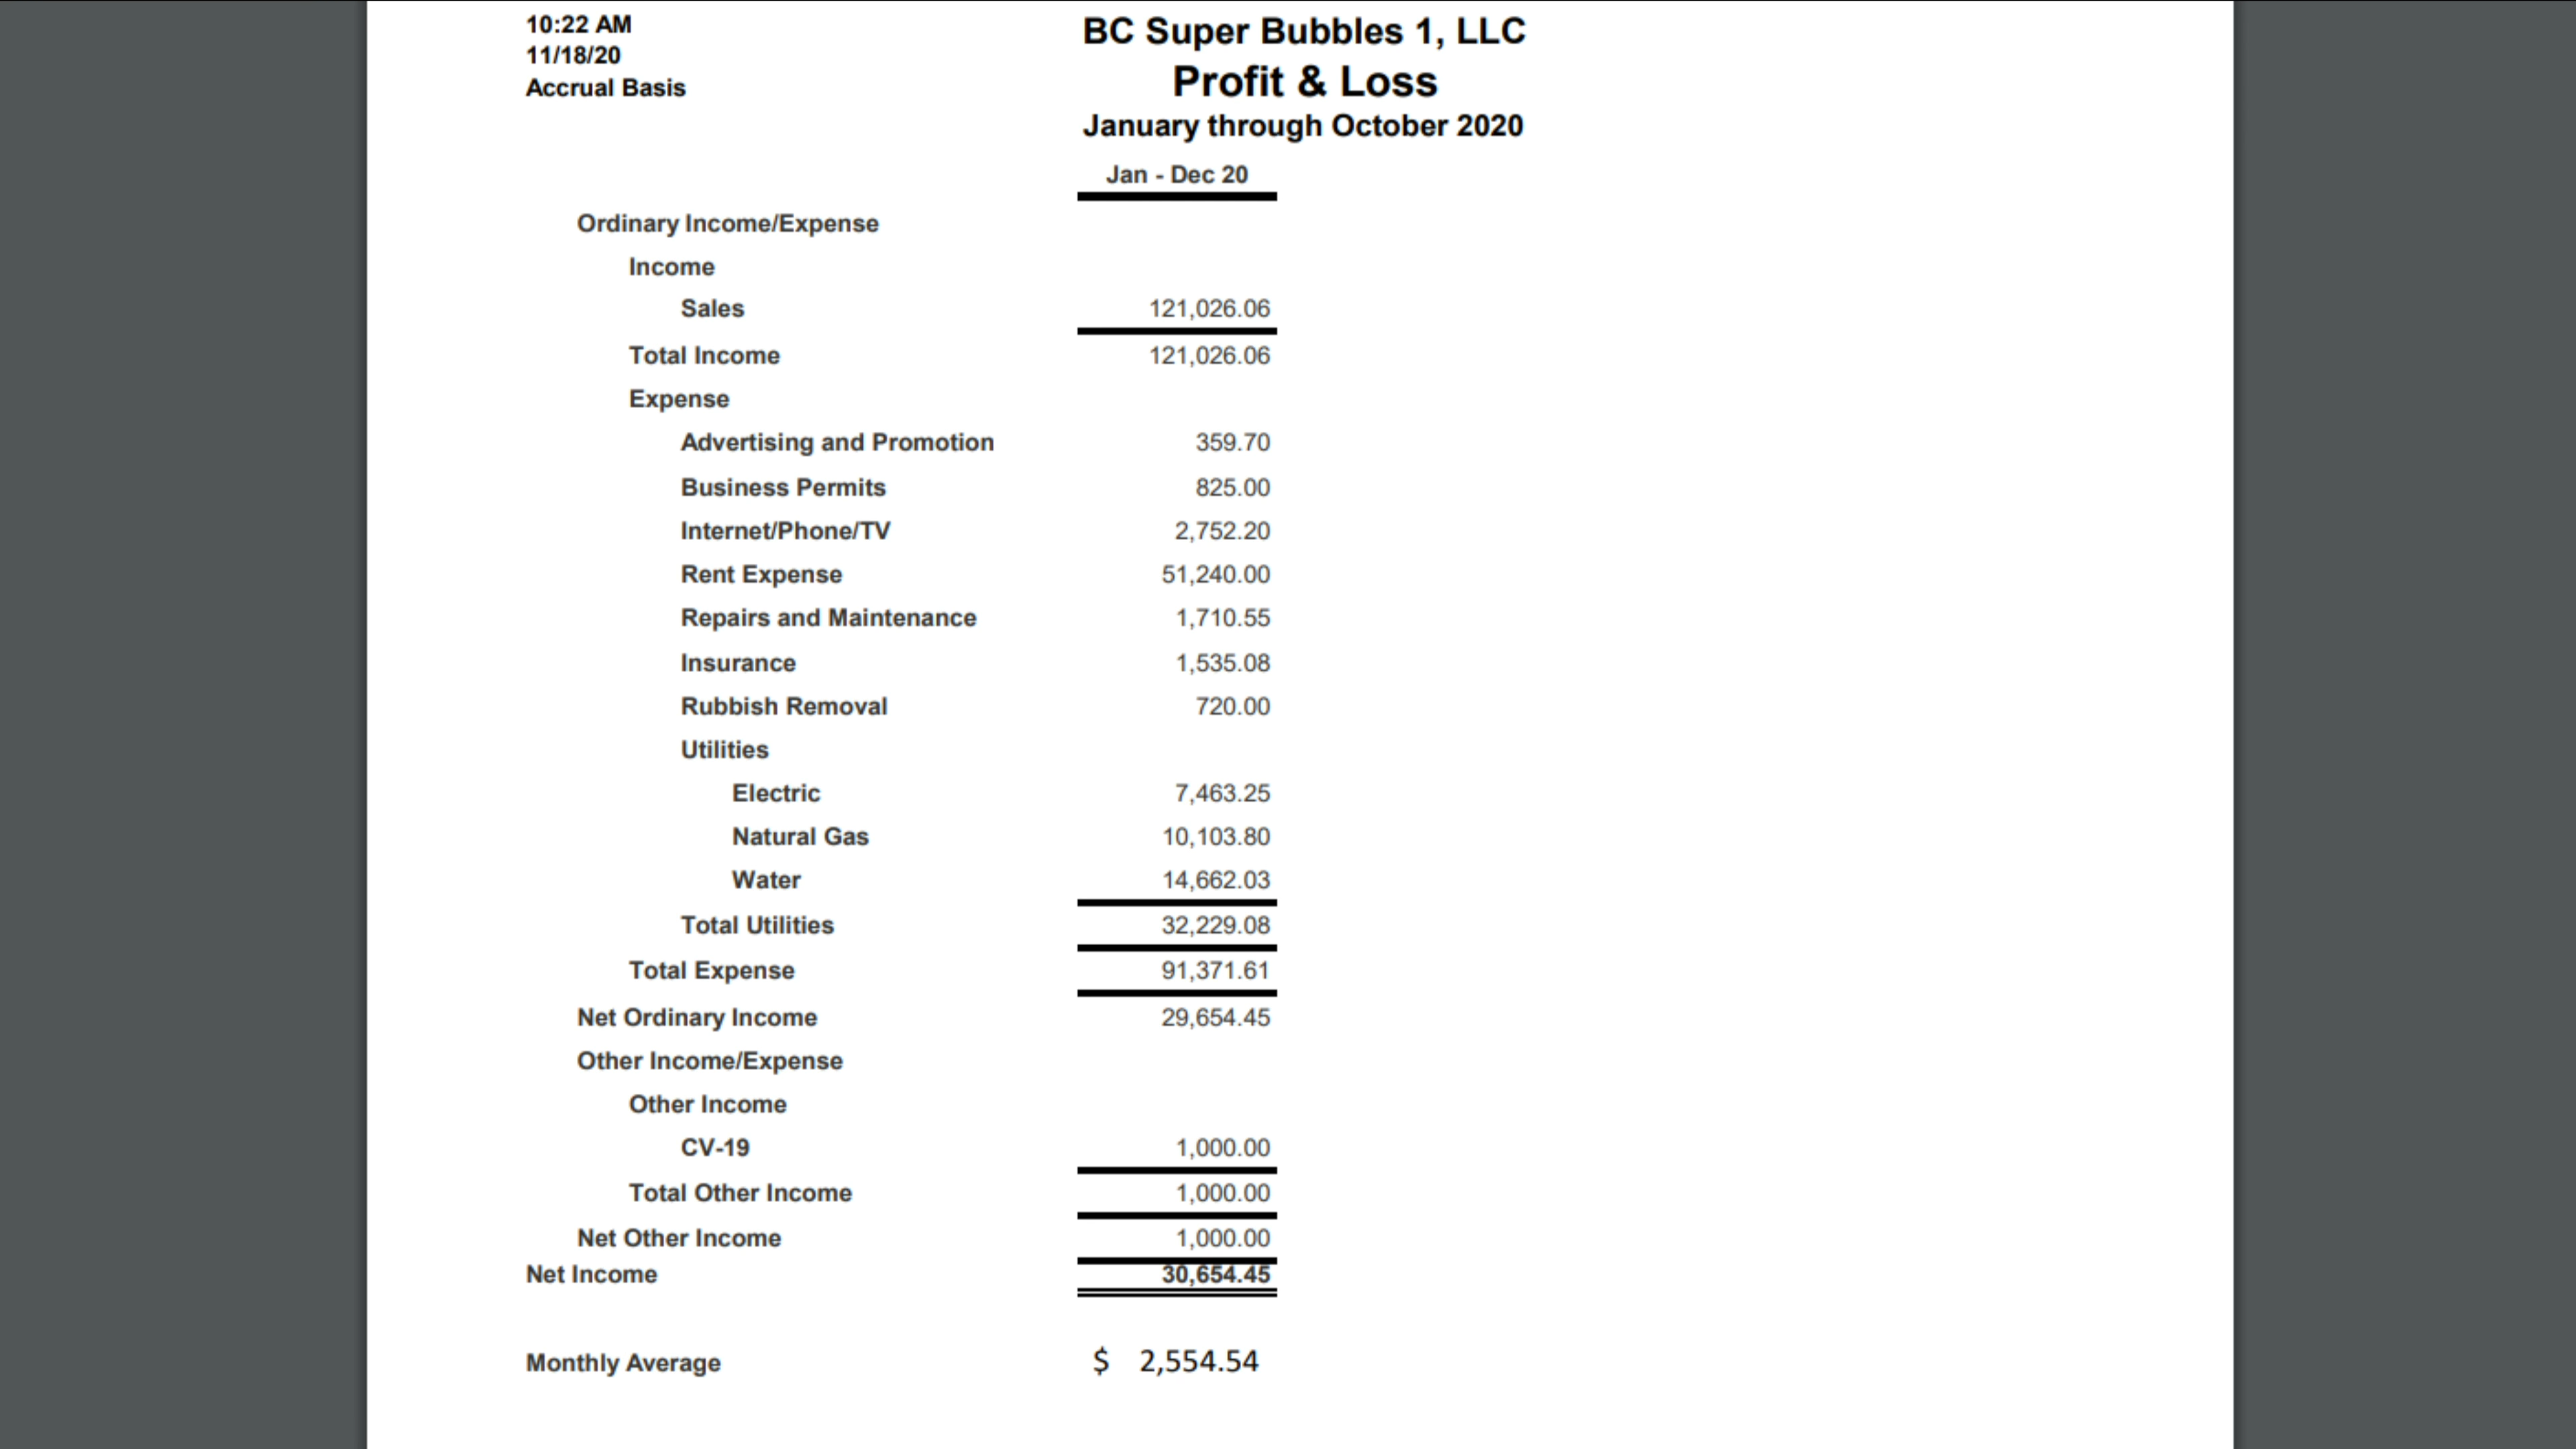 10:22 AM
11/18/20
Accrual Basis
BC Super Bubbles 1, LLC
Profit & Loss
January through October 2020
Jan - Dec 20
Ordinary Income/Expense
Income
Sales 121,026.06
Total Income 121,026.06
Expense
Advertising and Promotion 359.70
Business Permits 825.00
Internet/Phone/TV 2,752.20
Rent Expense 51,240.00
Repairs and Maintenance 1,710.55
Insurance 1,535.08
Rubbish Removal 720.00
Utilities
Electric 7,463.25
Natural Gas 10,103.80
Water 14,662.03
Total Utilities 32,229.08
Total Expense 91,371.61
Net Ordinary Income 29,654.45
Other Income/Expense
Other Income
CV-19 1,000.00
Total Other Income 1,000.00
Net Other Income 1,000.00
Net Income 30,654.45
Monthly Average $ 2,554.54